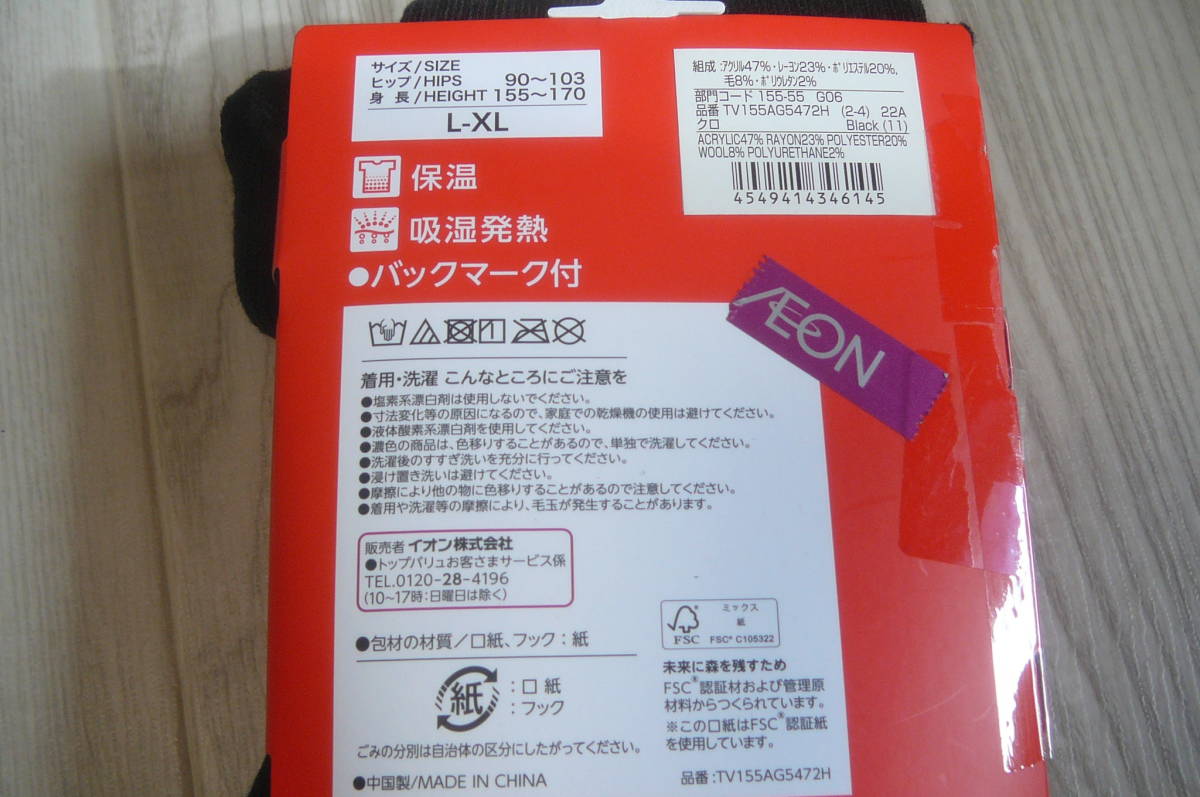 サイズ/SIZE
ヒップ/HIPS 90〜103
身 長/HEIGHT 155〜170
L-XL
組成:アクリル47%・レーヨン23%・ポリエステル20%,
毛8%・ポリウレタン2%
部門コード 155-55 G06
品番 TV155AG5472H (2-4) 22A
クロ Black (11)
ACRYLIC47% RAYON23% POLYESTER20%
WOOL8% POLYURETHANE2%
4549414346145
保温
吸湿発熱
●バックマーク付
ÆON
着用・洗濯 こんなところにご注意を
●塩素系漂白剤は使用しないでください。
●寸法変化等の原因になるので、家庭での乾燥機の使用は避けてください。
●液体酸素系漂白剤を使用してください。
●濃色の商品は、色移りすることがあるので、単独で洗濯してください。
●洗濯後のすすぎ洗いを充分に行ってください。
●浸け置き洗いは避けてください。
●摩擦により他の物に色移りすることがあるので注意してください。
●着用や洗濯等の摩擦により、毛玉が発生することがあります。
販売者 イオン株式会社
●トップバリュお客さまサービス係
TEL.0120-28-4196
(10〜17時:日曜日は除く)
●包材の材質/口紙、フック:紙
紙
:口紙
:フック
ごみの分別は自治体の区分にしたがってください。
●中国製/MADE IN CHINA
FSC
ミックス
紙
FSC® C105322
未来に森を残すため
FSC®認証材および管理原
材料からつくられています。
※この口紙はFSC®認証紙
を使用しています。
品番:TV155AG5472H